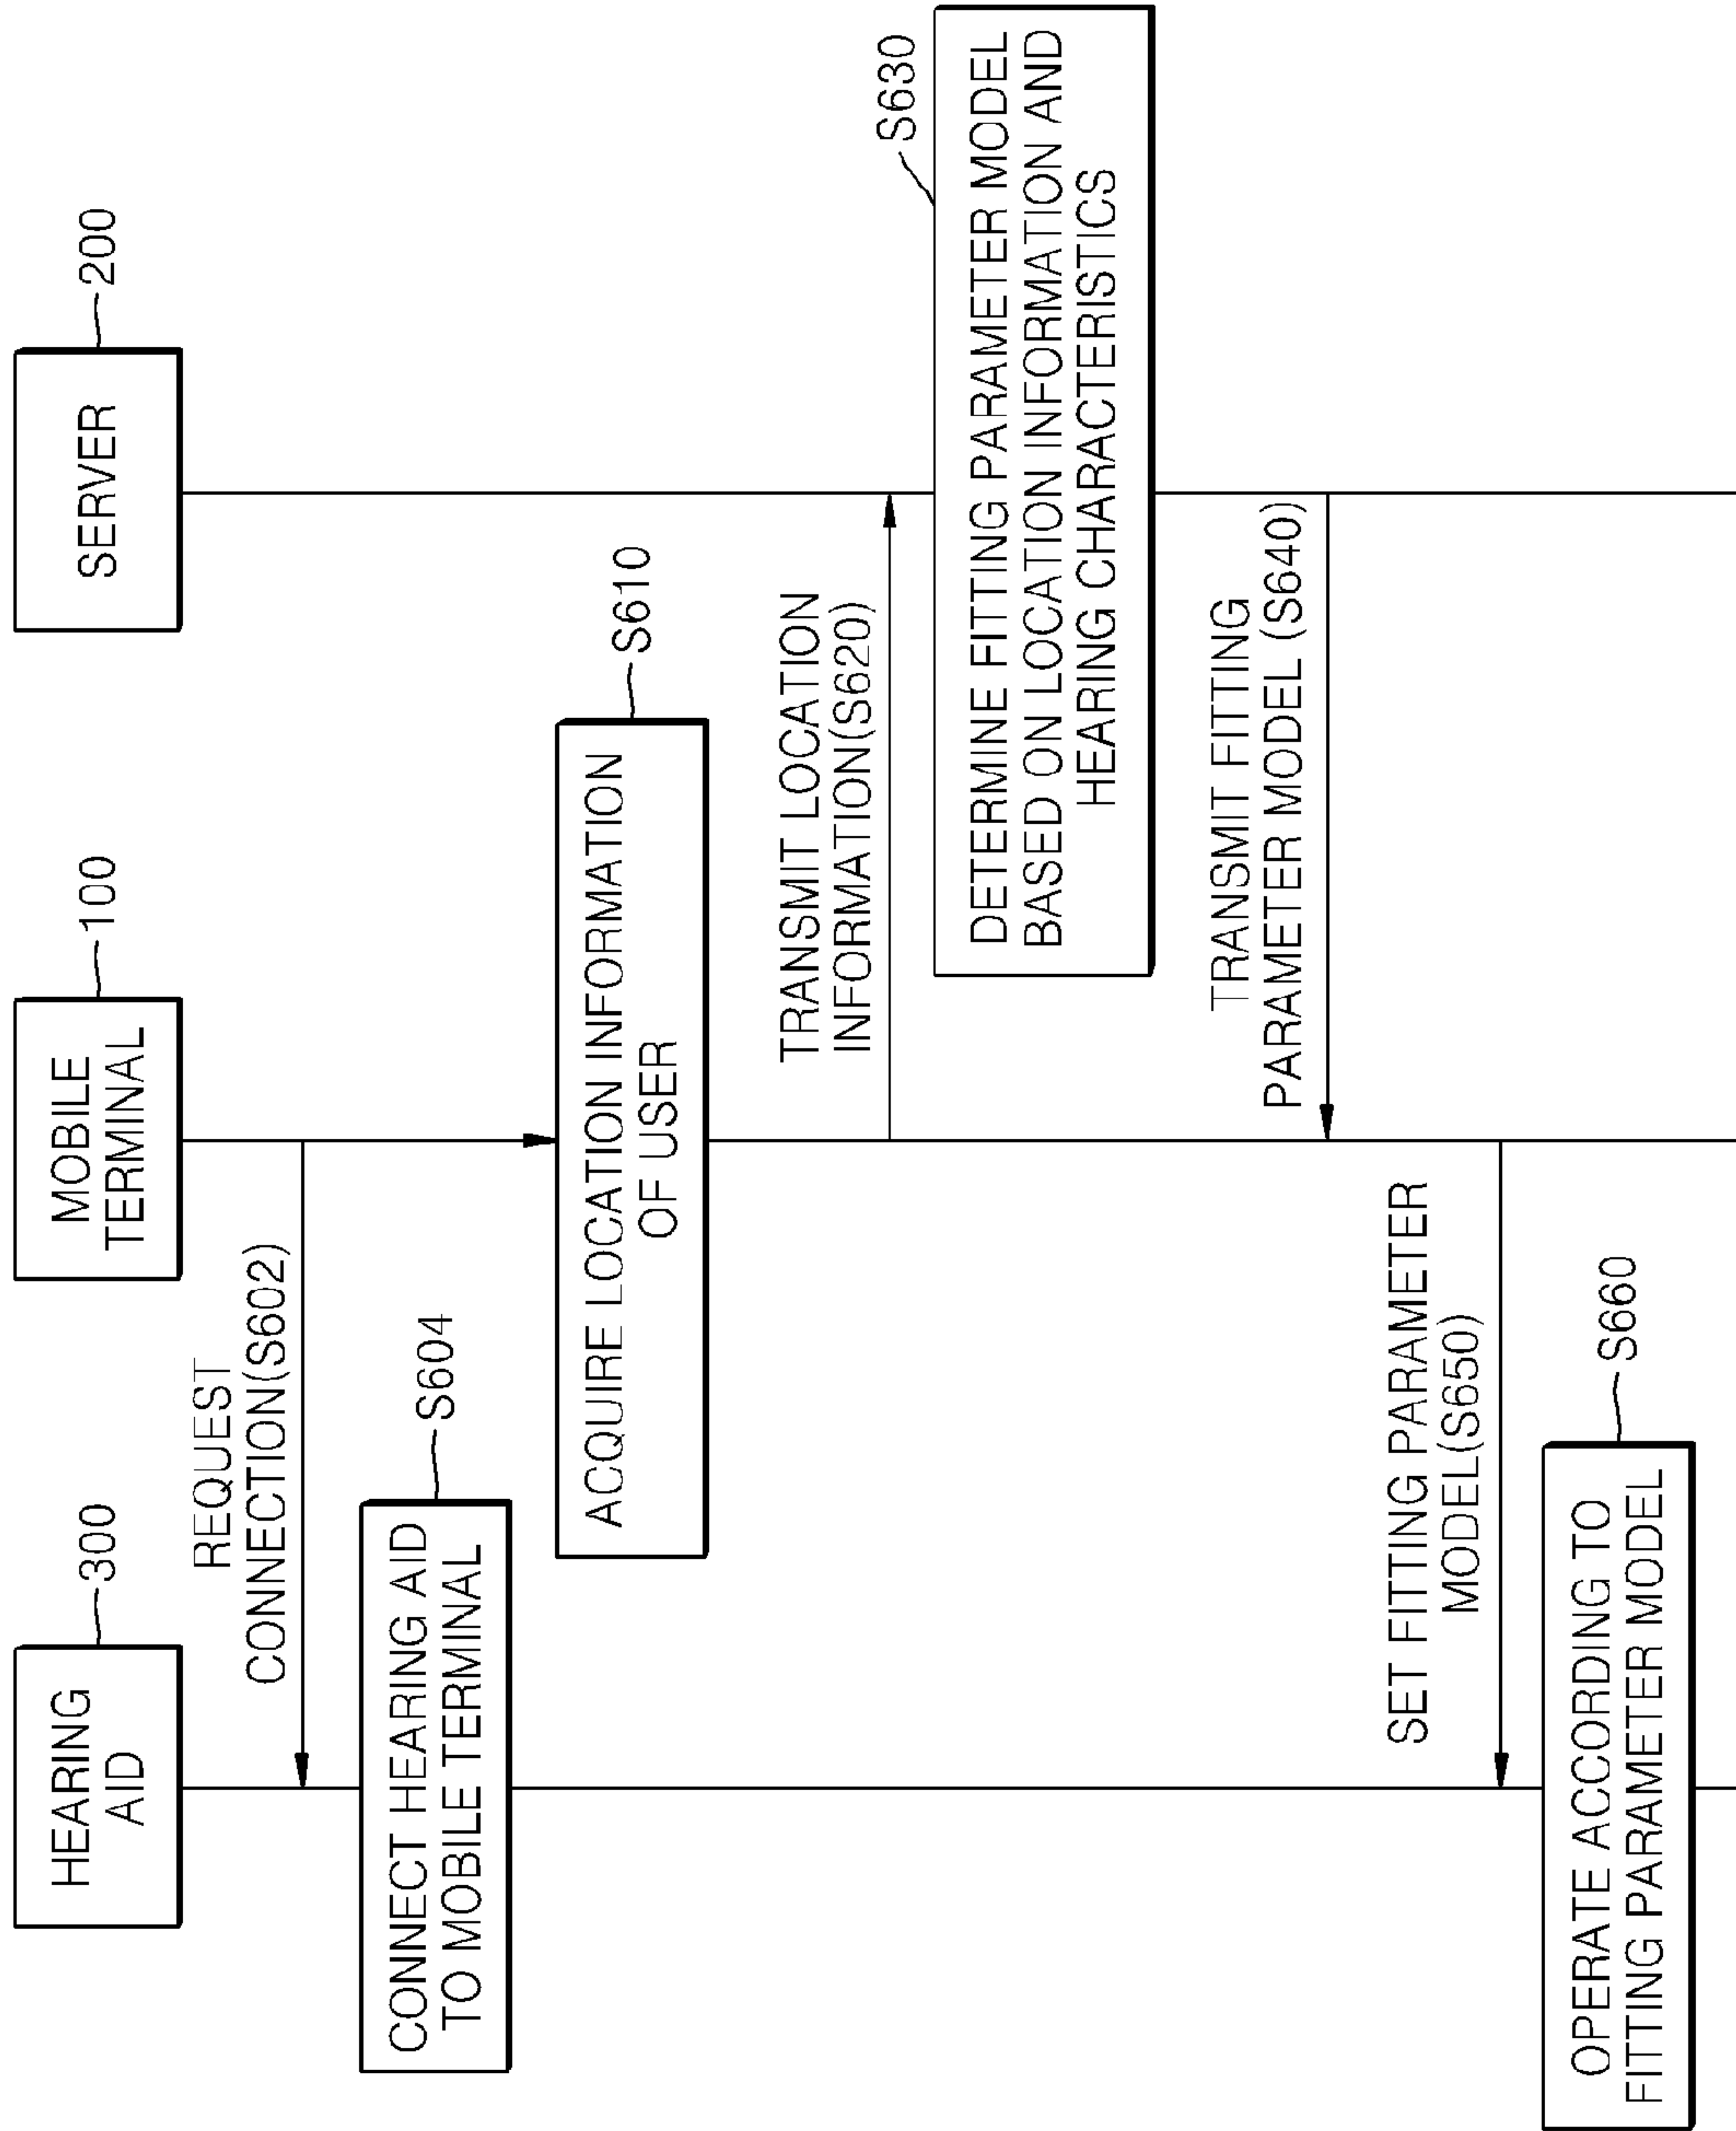 HEARING
AID
300
MOBILE
TERMINAL
100
SERVER
200
REQUEST
CONNECTION(S602)
CONNECT HEARING AID
TO MOBILE TERMINAL
S604
ACQUIRE LOCATION INFORMATION
OF USER
S610
TRANSMIT LOCATION
INFORMATION(S620)
S630
DETERMINE FITTING PARAMETER MODEL
BASED ON LOCATION INFORMATION AND
HEARING CHARACTERISTICS
TRANSMIT FITTING
PARAMETER MODEL (S640)
SET FITTING PARAMETER
MODEL(S650)
OPERATE ACCORDING TO
FITTING PARAMETER MODEL
S660